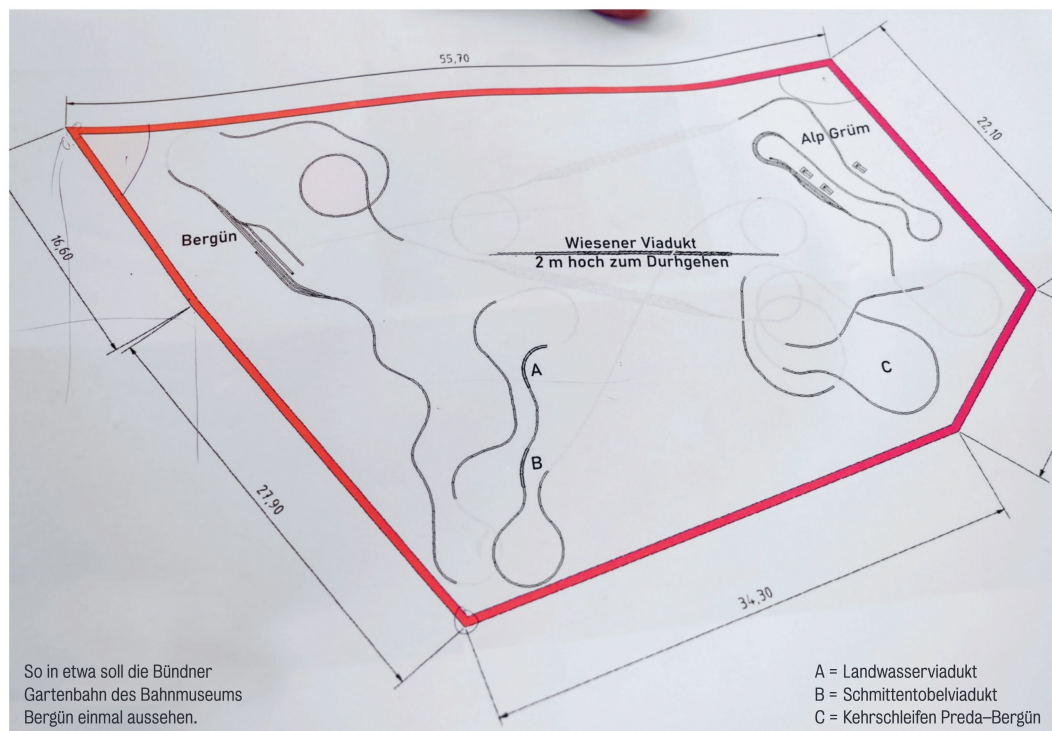 55,70
22,10
Alp Grüm
Bergün
16,60
Wiesener Viadukt
2 m hoch zum Durhgehen
A
C
B
27,90
34,30
So in etwa soll die Bündner
Gartenbahn des Bahnmuseums
Bergün einmal aussehen.
A = Landwasserviadukt
B = Schmittentobelviadukt
C = Kehrschleifen Preda–Bergün